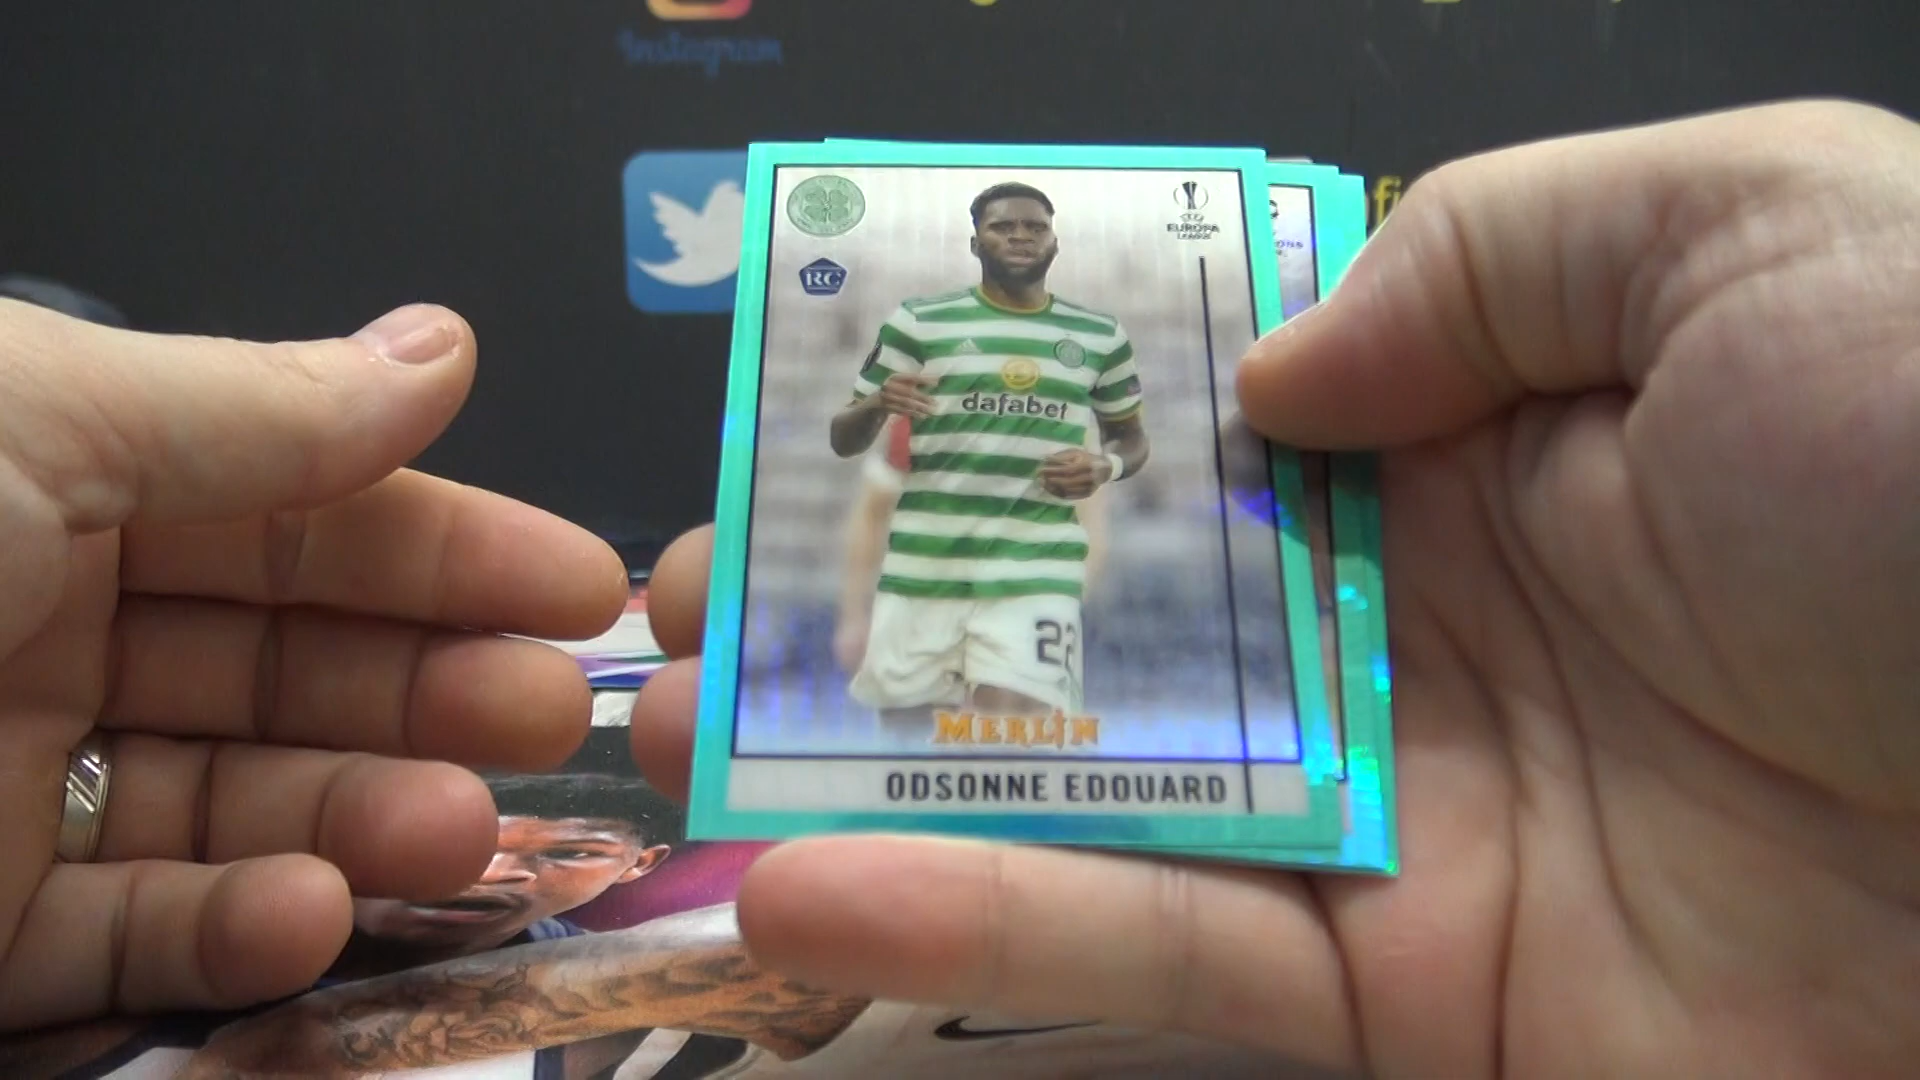 Instagram
RC
EUROPA
LEAGUE
dafabet
22
MERLIN
ODSONNE EDOUARD